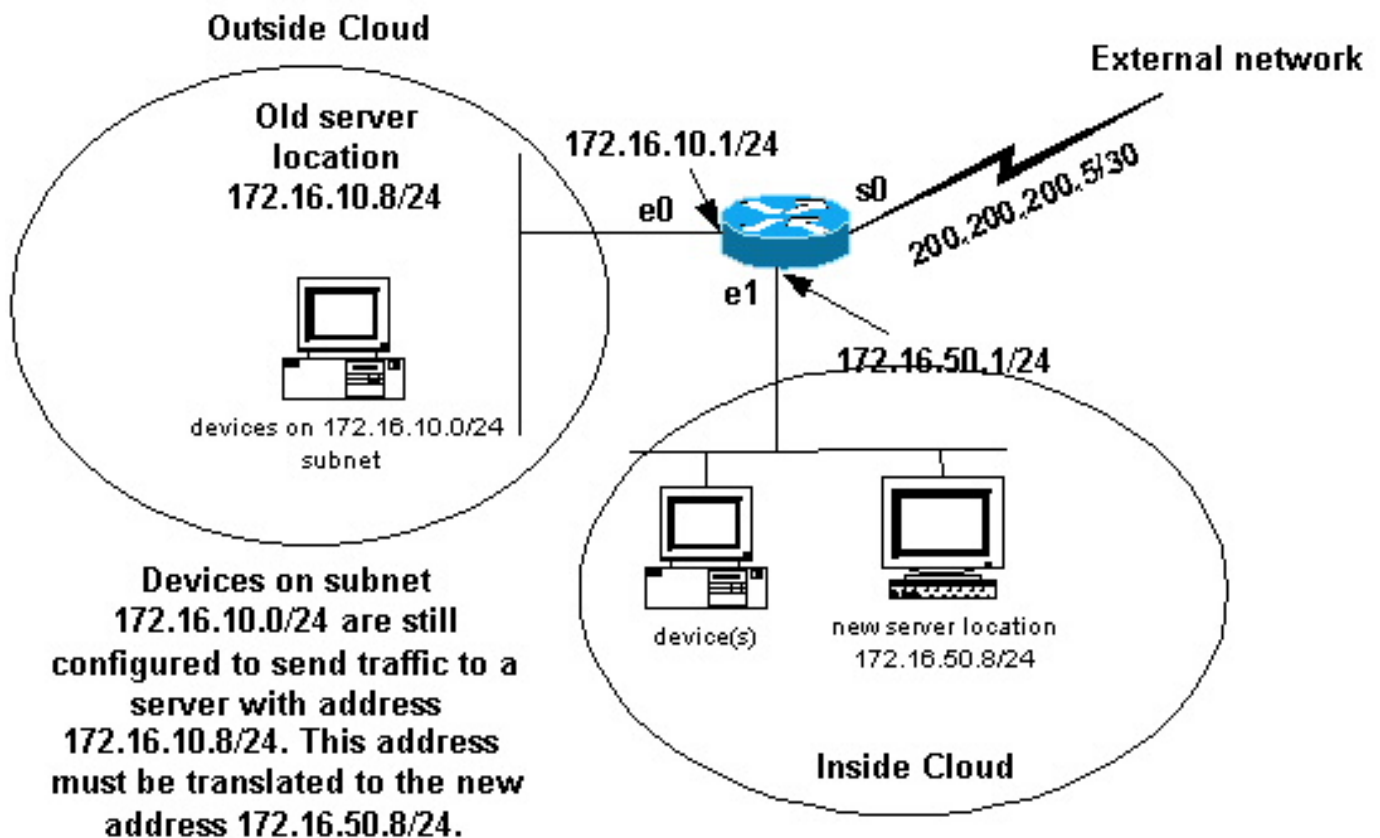 Outside Cloud
External network
Old server
location
172.16.10.8/24
172.16.10.1/24
e0
s0
200.200.200.5/30
e1
172.16.50.1/24
devices on 172.16.10.0/24
subnet
device(s)
new server location
172.16.50.8/24
Inside Cloud
Devices on subnet
172.16.10.0/24 are still
configured to send traffic to a
server with address
172.16.10.8/24. This address
must be translated to the new
address 172.16.50.8/24.